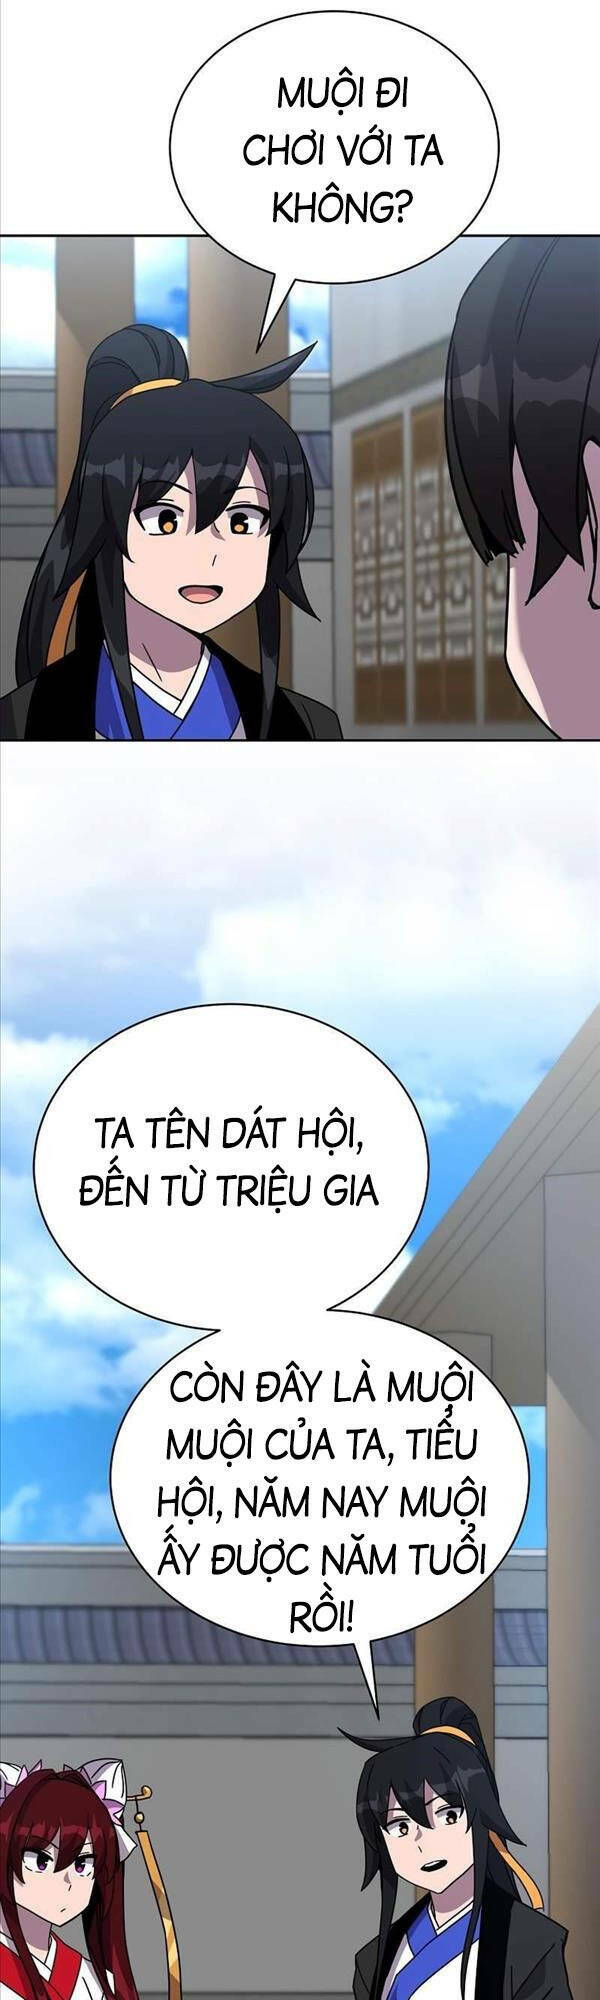 MUỘI ĐI
CHƠI VỚI TA
KHÔNG?
TA TÊN DÁT HỘI,
ĐẾN TỪ TRIỆU GIA
CÒN ĐÂY LÀ MUỘI
MUỘI CỦA TA, TIỂU
HỘI, NĂM NAY MUỘI
ẤY ĐƯỢC NĂM TUỔI
RỒI!